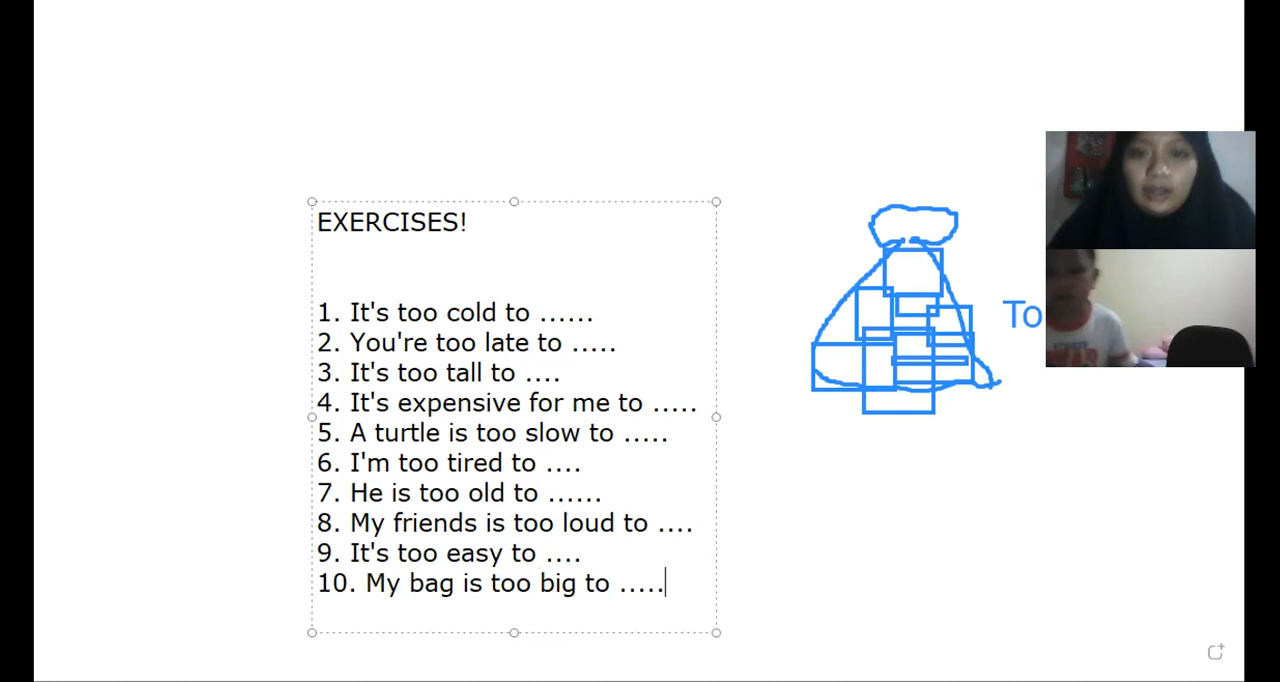 EXERCISES!
1. It's too cold to ......
2. You're too late to .....
3. It's too tall to ....
4. It's expensive for me to .....
5. A turtle is too slow to .....
6. I'm too tired to ....
7. He is too old to ......
8. My friends is too loud to ....
9. It's too easy to ....
10. My bag is too big to .....
To